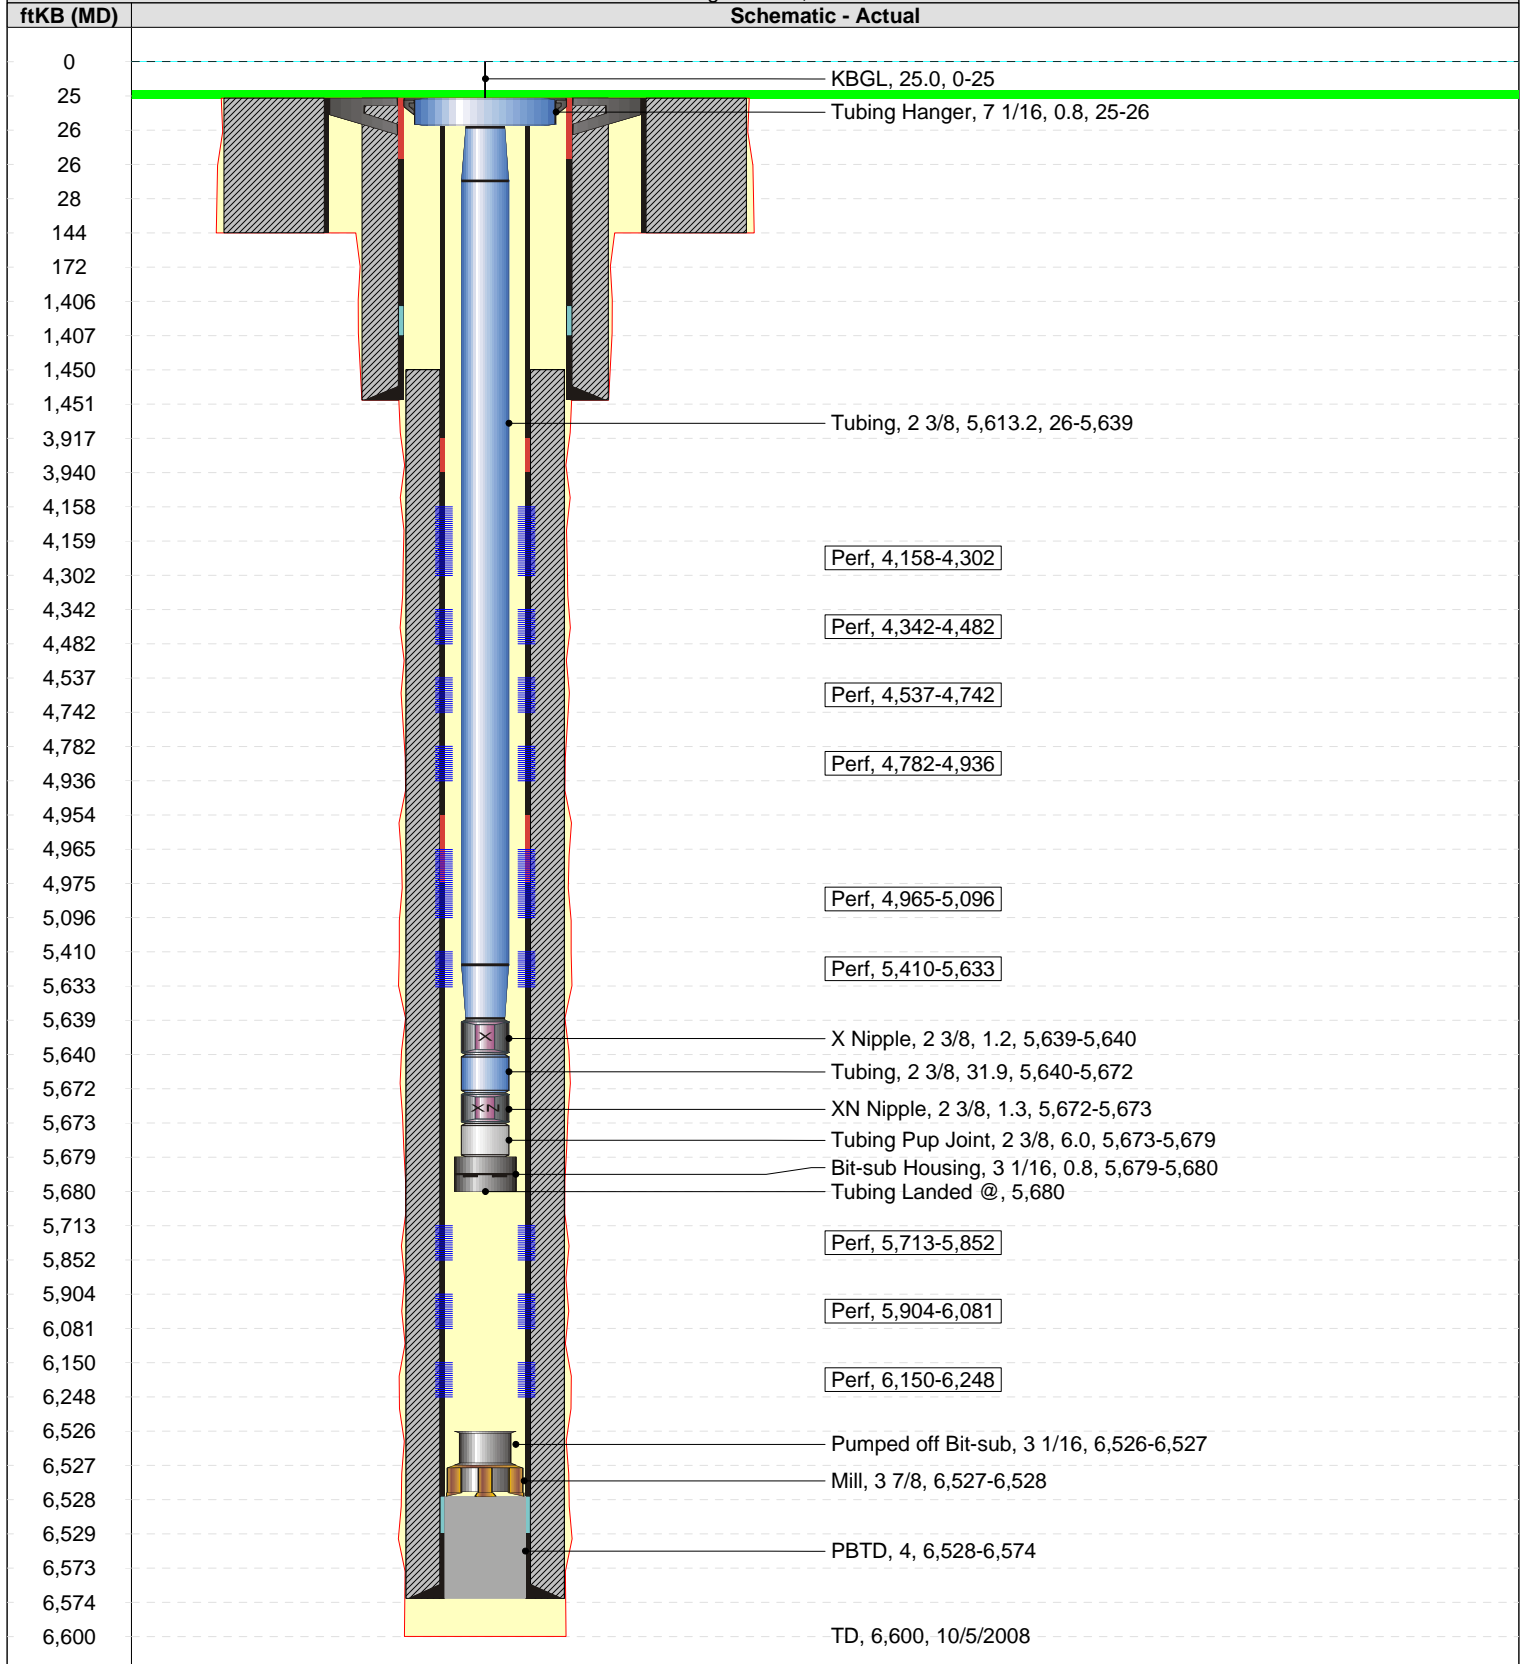 ftKB (MD)
Schematic - Actual
0
KBGL, 25.0, 0-25
25
Tubing Hanger, 7 1/16, 0.8, 25-26
26
26
28
144
172
1,406
1,407
1,450
1,451
Tubing, 2 3/8, 5,613.2, 26-5,639
3,917
3,940
4,158
4,159
Perf, 4,158-4,302
4,302
4,342
Perf, 4,342-4,482
4,482
4,537
Perf, 4,537-4,742
4,742
4,782
Perf, 4,782-4,936
4,936
4,954
4,965
4,975
Perf, 4,965-5,096
5,096
5,410
Perf, 5,410-5,633
5,633
5,639
X
X Nipple, 2 3/8, 1.2, 5,639-5,640
5,640
Tubing, 2 3/8, 31.9, 5,640-5,672
5,672
XN
XN Nipple, 2 3/8, 1.3, 5,672-5,673
5,673
Tubing Pup Joint, 2 3/8, 6.0, 5,673-5,679
5,679
Bit-sub Housing, 3 1/16, 0.8, 5,679-5,680
5,680
Tubing Landed @, 5,680
5,713
Perf, 5,713-5,852
5,852
5,904
Perf, 5,904-6,081
6,081
6,150
Perf, 6,150-6,248
6,248
6,526
Pumped off Bit-sub, 3 1/16, 6,526-6,527
6,527
Mill, 3 7/8, 6,527-6,528
6,528
6,529
PBTD, 4, 6,528-6,574
6,573
6,574
6,600
TD, 6,600, 10/5/2008